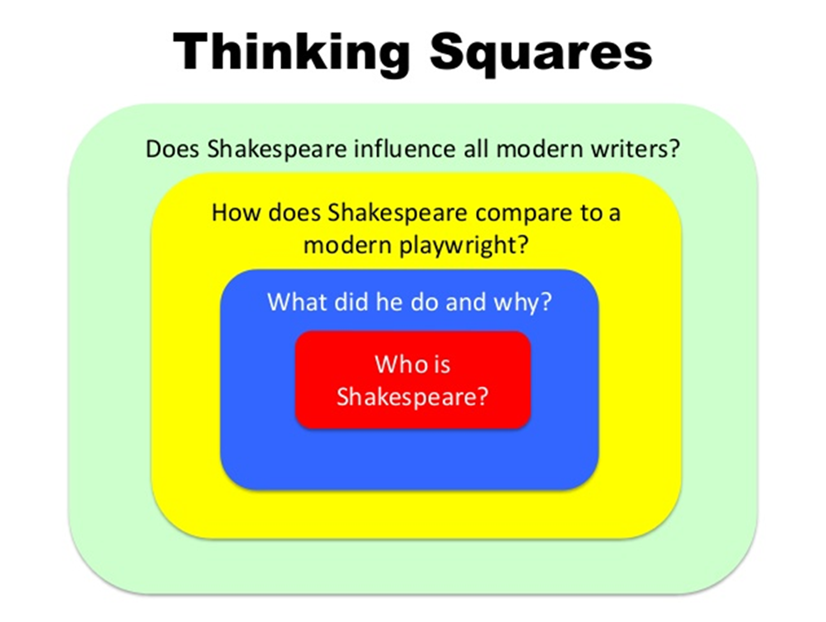 Thinking Squares
Does Shakespeare influence all modern writers?
How does Shakespeare compare to a
modern playwright?
What did he do and why?
Who is
Shakespeare?